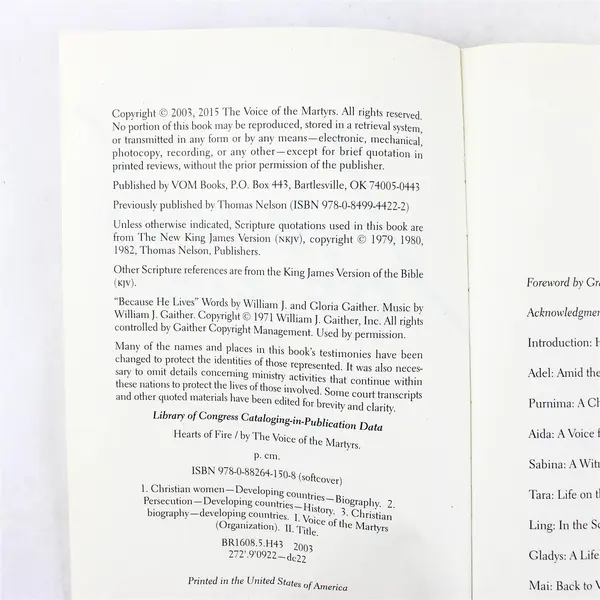 Copyright © 2003, 2015 The Voice of the Martyrs. All rights reserved.
No portion of this book may be reproduced, stored in a retrieval system,
or transmitted in any form or by any means—electronic, mechanical,
photocopy, recording, or any other—except for brief quotation in
printed reviews, without the prior permission of the publisher.
Published by VOM Books, P.O. Box 443, Bartlesville, OK 74005-0443
Previously published by Thomas Nelson (ISBN 978-0-8499-4422-2)
Unless otherwise indicated, Scripture quotations used in this book are
from The New King James Version (NKJV), copyright © 1979, 1980,
1982, Thomas Nelson, Publishers.
Other Scripture references are from the King James Version of the Bible
(KJV).
"Because He Lives" Words by William J. and Gloria Gaither. Music by
William J. Gaither. Copyright © 1971 William J. Gaither, Inc. All rights
controlled by Gaither Copyright Management. Used by permission.
Many of the names and places in this book's testimonies have been
changed to protect the identities of those represented. It was also neces-
sary to omit details concerning ministry activities that continue within
these nations to protect the lives of those involved. Some court transcripts
and other quoted materials have been edited for brevity and clarity.
Library of Congress Cataloging-in-Publication Data
Hearts of Fire / by The Voice of the Martyrs.
p. cm.
ISBN 978-0-88264-150-8 (softcover)
1. Christian women—Developing countries—Biography. 2.
Persecution—Developing countries—History. 3. Christian
biography—developing countries. I. Voice of the Martyrs
(Organization). II. Title.
BR1608.5.H43 2003
272'.9'0922—dc22
Printed in the United States of America
Foreword by Gra
Acknowledgmen
Introduction: H
Adel: Amid the
Purnima: A Ch
Aida: A Voice f
Sabina: A Witn
Tara: Life on th
Ling: In the Sc
Gladys: A Life
Mai: Back to V